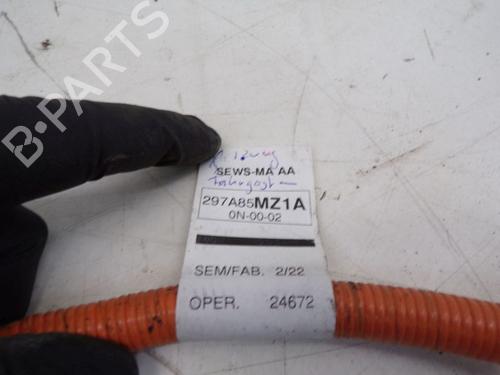 B-PARTS
SEWS-MA AA
297A85MZ1A
0N-00-02
SEM/FAB. 2/22
OPER. 24672